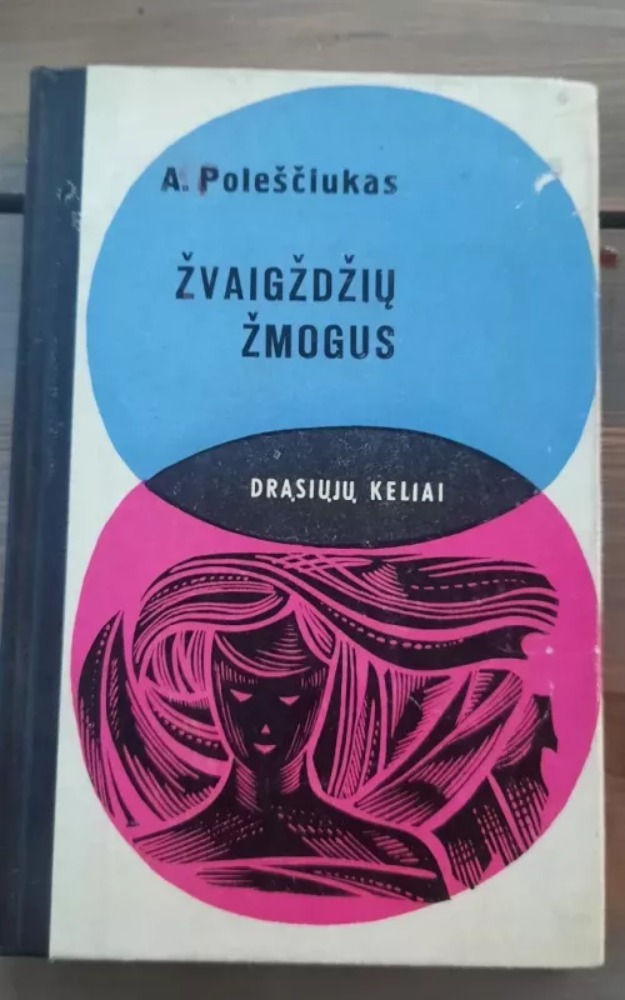 A. Poleščiukas
ŽVAIGŽDŽIŲ
ŽMOGUS
DRĄSIŲJŲ KELIAI